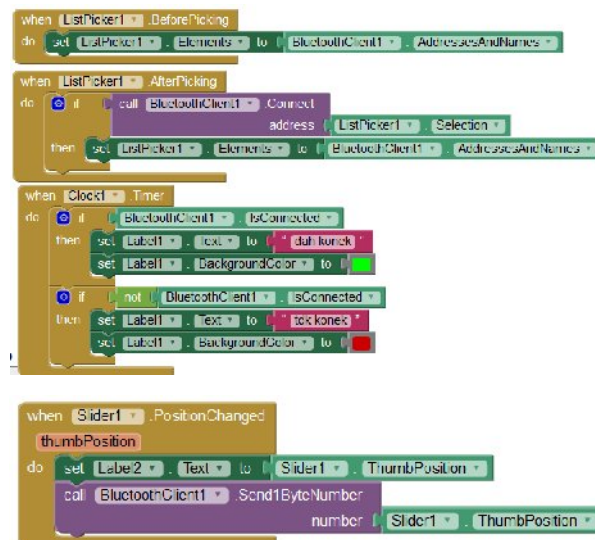 when ListPicker1 .BeforePicking
do set ListPicker1 . Elements to BluetoothClient1 . AddressesAndNames
when ListPicker1 .AfterPicking
do if call BluetoothClient1 .Connect
address ListPicker1 . Selection
then set ListPicker1 . Elements to BluetoothClient1 . AddressesAndNames
when Clock1 .Timer
do if BluetoothClient1 . IsConnected
then set Label1 . Text to " dah konek "
set Label1 . BackgroundColor to
if not BluetoothClient1 . IsConnected
then set Label1 . Text to " tok konek "
set Label1 . BackgroundColor to
when Slider1 .PositionChanged
thumbPosition
do set Label2 . Text to Slider1 . ThumbPosition
call BluetoothClient1 .Send1ByteNumber
number Slider1 . ThumbPosition